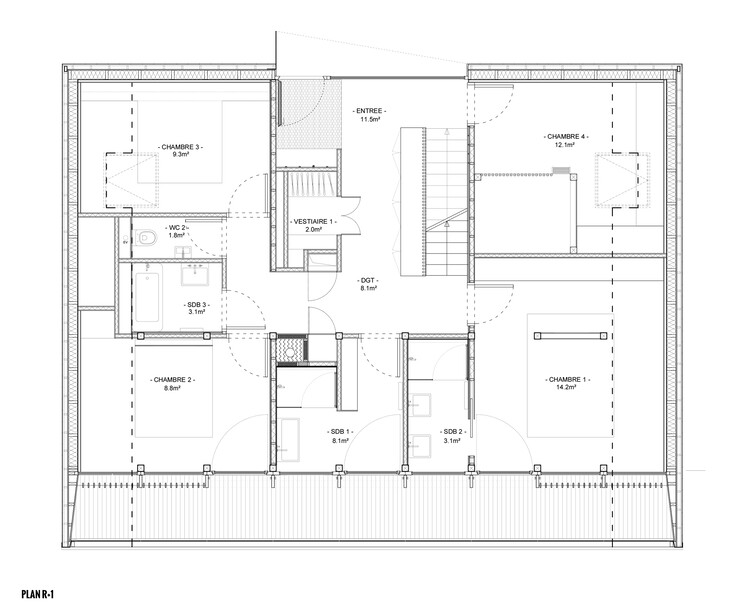 - ENTREE -
11.5m²
- CHAMBRE 3 -
9.3m²
- CHAMBRE 4 -
12.1m²
- VESTIAIRE 1 -
2.0m²
- WC 2 -
1.8m²
- DGT -
8.1m²
- SDB 3 -
3.1m²
- CHAMBRE 2 -
8.8m²
- CHAMBRE 1 -
14.2m²
- SDB 1 -
8.1m²
- SDB 2 -
3.1m²
PLAN R-1